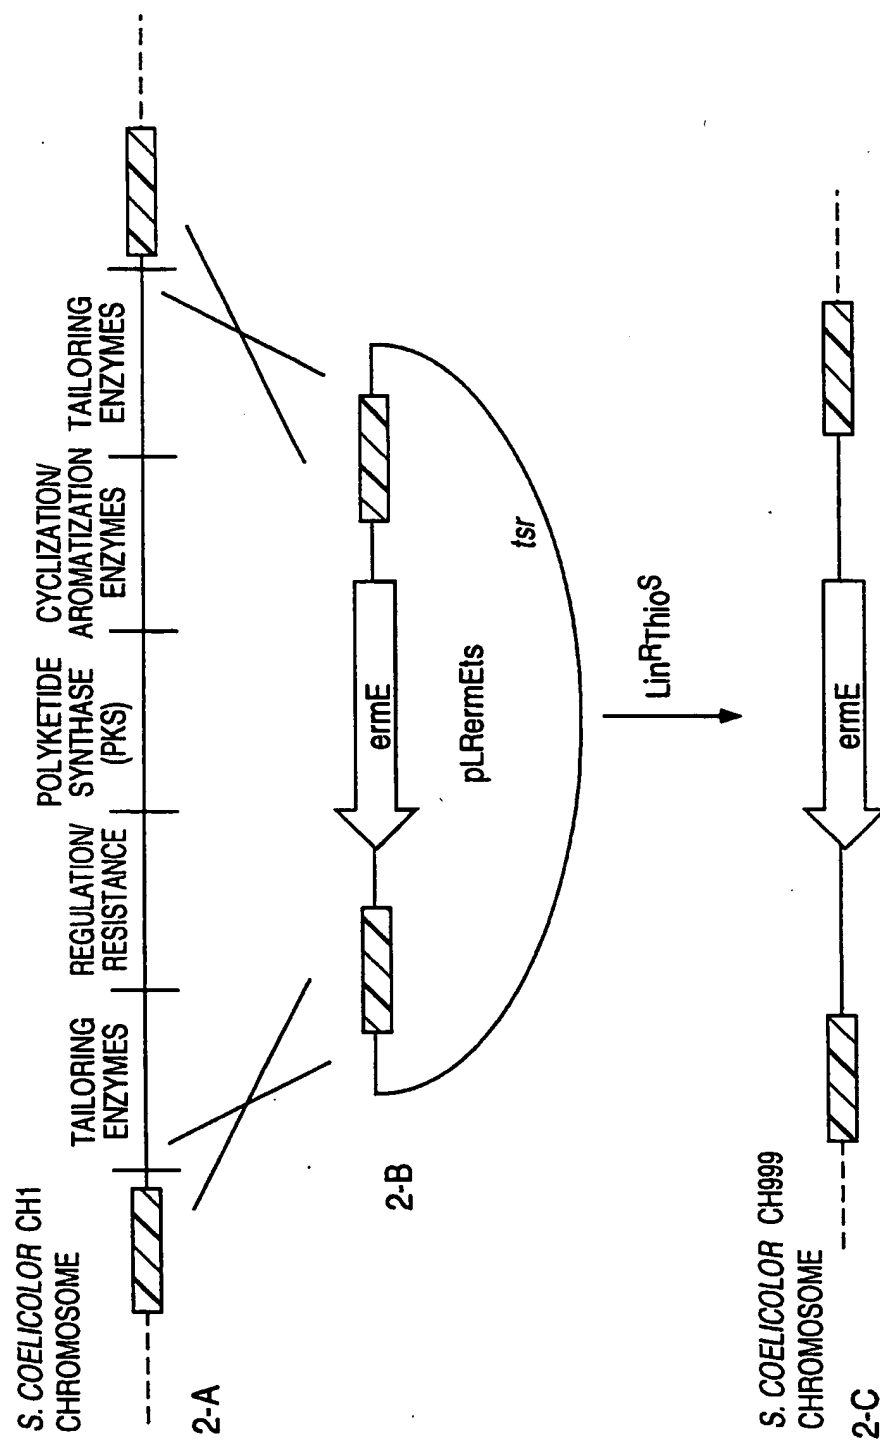 S. COELICOLOR CH1
CHROMOSOME
2-A
TAILORING
ENZYMES
REGULATION/
RESISTANCE
POLYKETIDE
SYNTHASE
(PKS)
CYCLIZATION/
AROMATIZATION
ENZYMES
TAILORING
ENZYMES
2-B
ermE
pLRermEts
tsr
LinRThioS
S. COELICOLOR CH999
CHROMOSOME
2-C
ermE